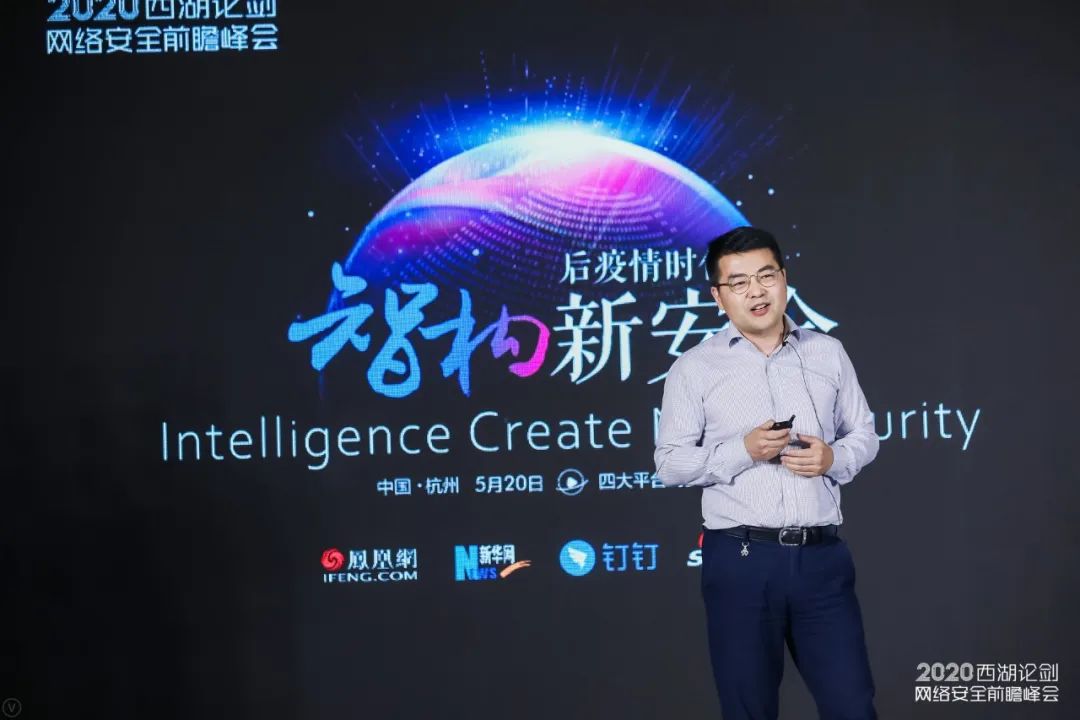 2020西湖论剑
网络安全前瞻峰会
后疫情时
智构新安
Intelligence Create
urity
中国·杭州 5月20日 四大平台
鳳凰網
IFENG.COM
新华网
News
钉钉
2020西湖论剑
网络安全前瞻峰会